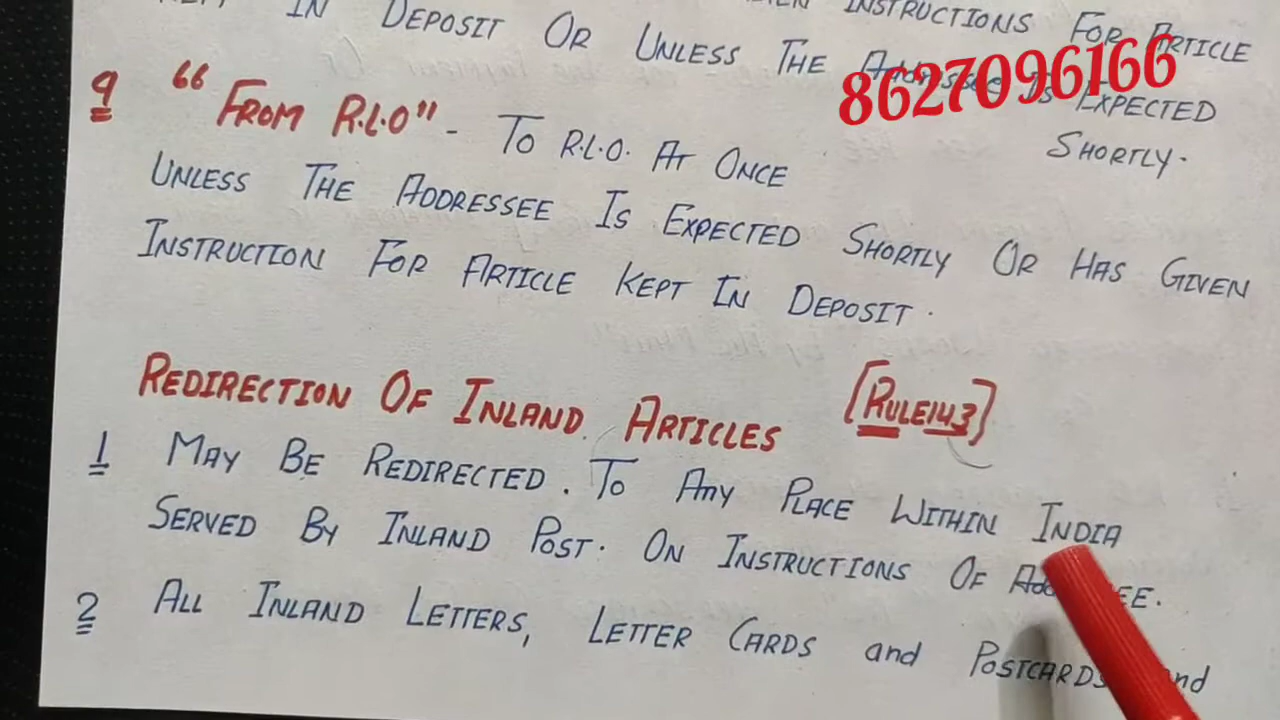 IN DEPOSIT OR UNLESS THE ADDRESSEE IS EXPECTED
INSTRUCTIONS FOR ARTICLE
SHORTLY.
8627096166
9 "FROM R.L.O" - TO R.L.O. AT ONCE
UNLESS THE ADDRESSEE IS EXPECTED SHORTLY OR HAS GIVEN
INSTRUCTION FOR ARTICLE KEPT IN DEPOSIT.
REDIRECTION OF INLAND ARTICLES [RULE143]
1 MAY BE REDIRECTED. TO ANY PLACE WITHIN INDIA
SERVED BY INLAND POST. ON INSTRUCTIONS OF
2 ALL INLAND LETTERS, LETTER CARDS and POSTCARDS